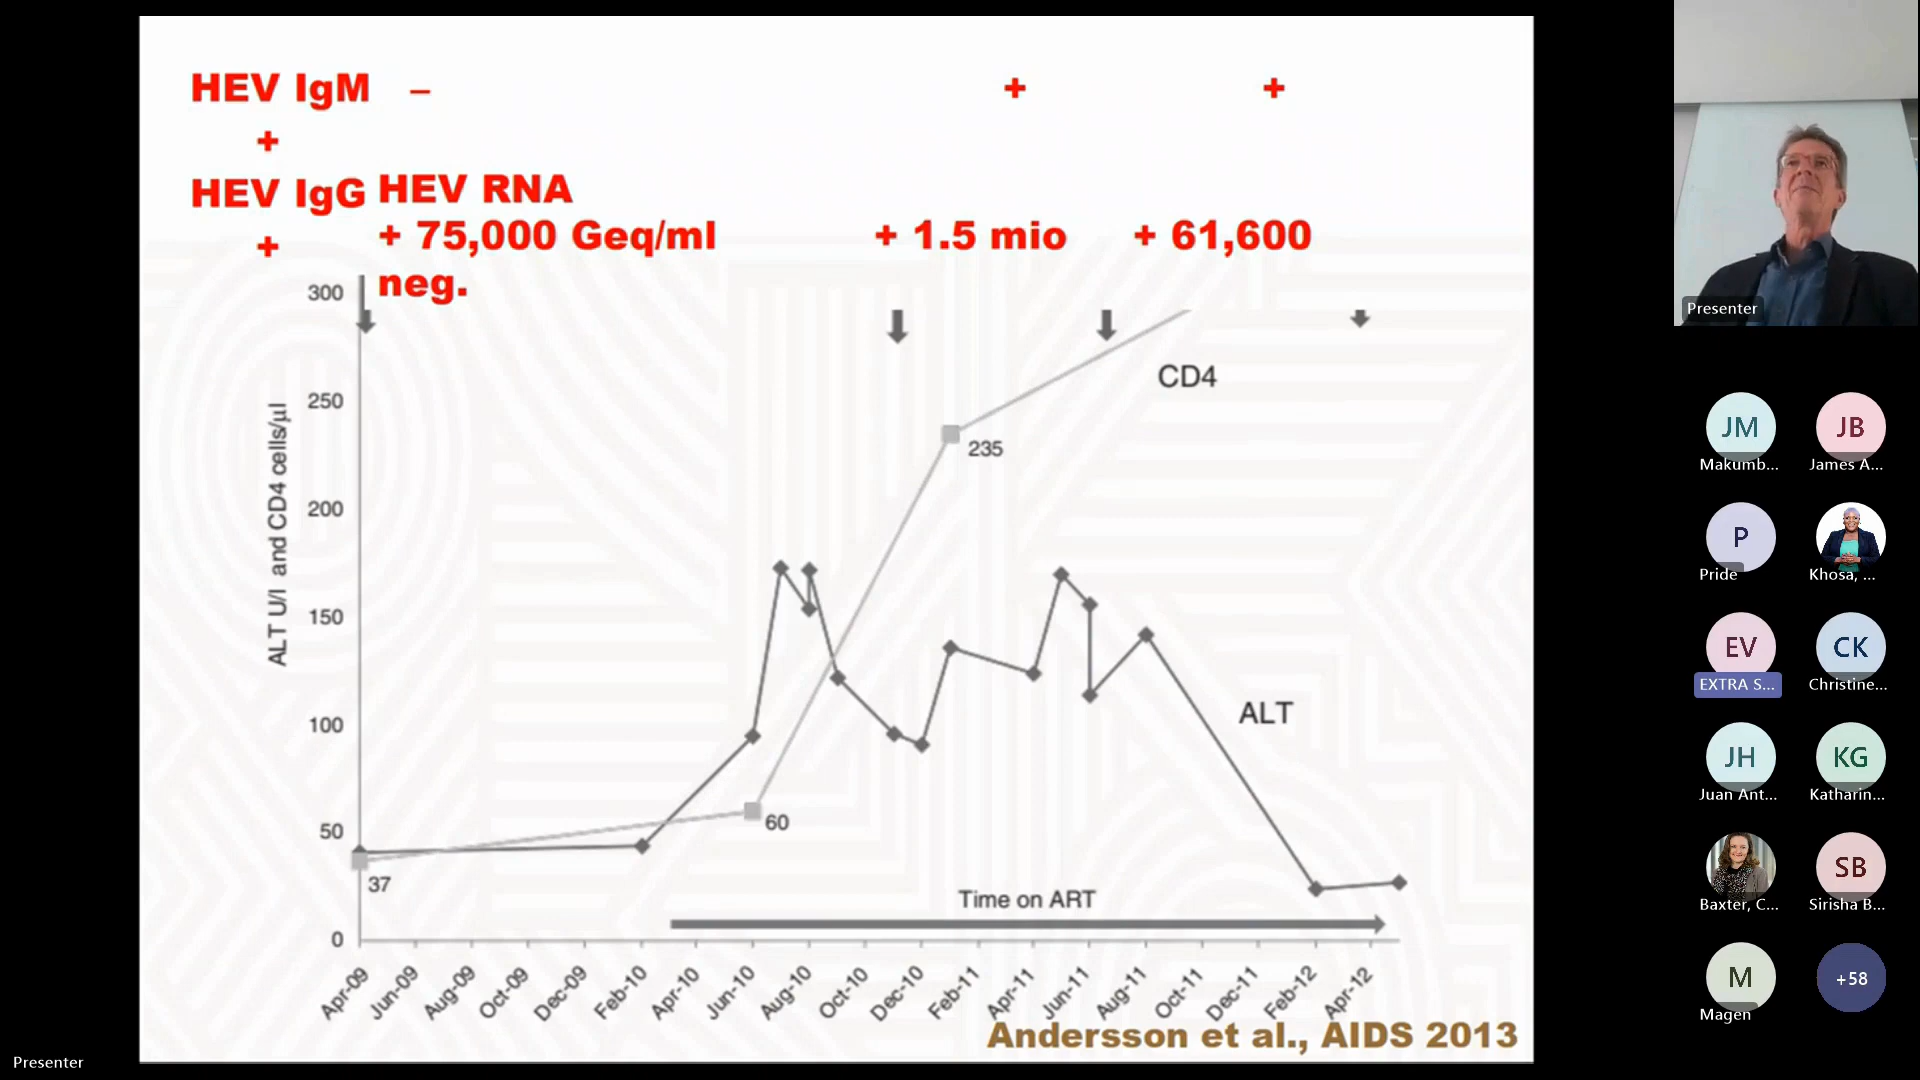 HEV IgM – + +
+
HEV IgG HEV RNA
+ + 75,000 Geq/ml + 1.5 mio + 61,600
neg.
300
250
200
150
100
50
0
ALT U/l and CD4 cells/µl
CD4
235
60
37
ALT
Time on ART
Apr-09 Jun-09 Aug-09 Oct-09 Dec-09 Feb-10 Apr-10 Jun-10 Aug-10 Oct-10 Dec-10 Feb-11 Apr-11 Jun-11 Aug-11 Oct-11 Dec-11 Feb-12 Apr-12
Andersson et al., AIDS 2013
Presenter
Presenter
JM JB
Makumb... James A...
P
Pride Khosa, ...
EV CK
EXTRA S... Christine...
JH KG
Juan Ant... Katharin...
SB
Baxter, C... Sirisha B...
M +58
Magen